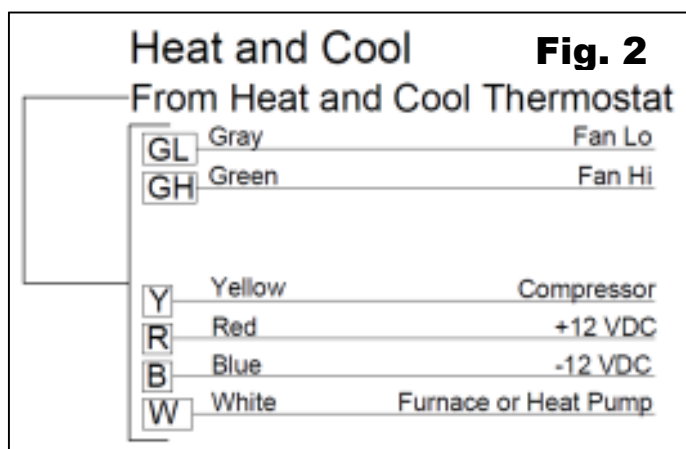 Heat and Cool Fig. 2
From Heat and Cool Thermostat
GL Gray Fan Lo
GH Green Fan Hi
Y Yellow Compressor
R Red +12 VDC
B Blue -12 VDC
W White Furnace or Heat Pump